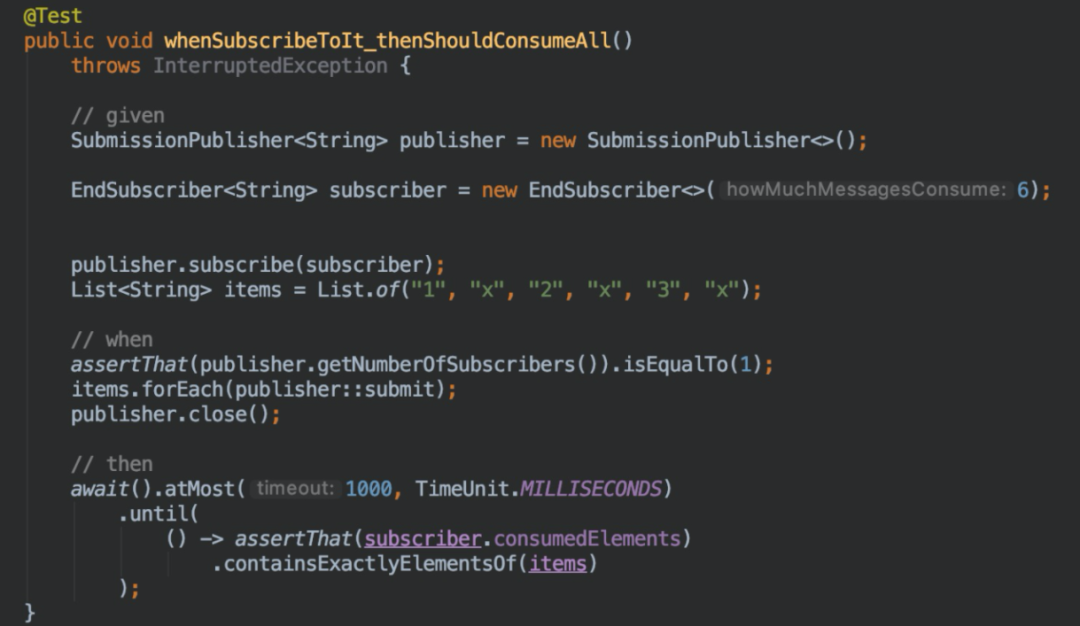 @Test
public void whenSubscribeToIt_thenShouldConsumeAll()
throws InterruptedException {
// given
SubmissionPublisher<String> publisher = new SubmissionPublisher<>();
EndSubscriber<String> subscriber = new EndSubscriber<>( howMuchMessagesConsume: 6);
publisher.subscribe(subscriber);
List<String> items = List.of("1", "x", "2", "x", "3", "x");
// when
assertThat(publisher.getNumberOfSubscribers()).isEqualTo(1);
items.forEach(publisher::submit);
publisher.close();
// then
await().atMost( timeout: 1000, TimeUnit.MILLISECONDS)
.until(
() -> assertThat(subscriber.consumedElements)
.containsExactlyElementsOf(items)
);
}